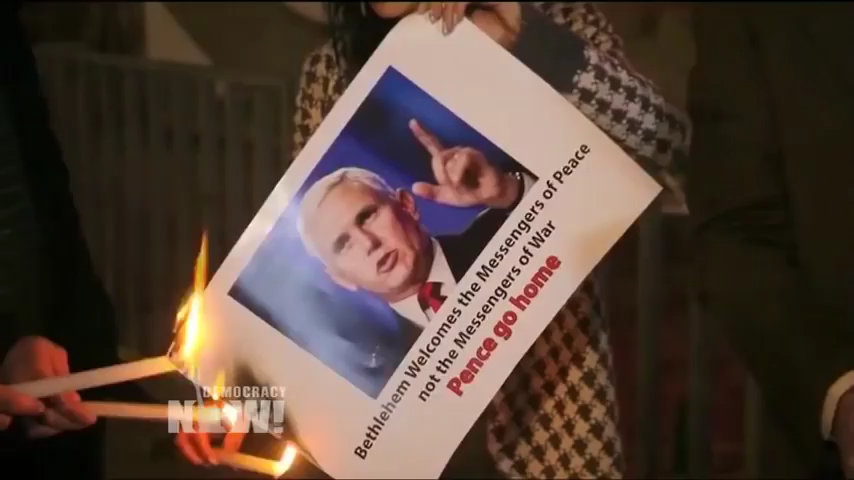 Bethlehem Welcomes the Messengers of Peace
not the Messengers of War
Pence go home
DEMOCRACY
NOW!